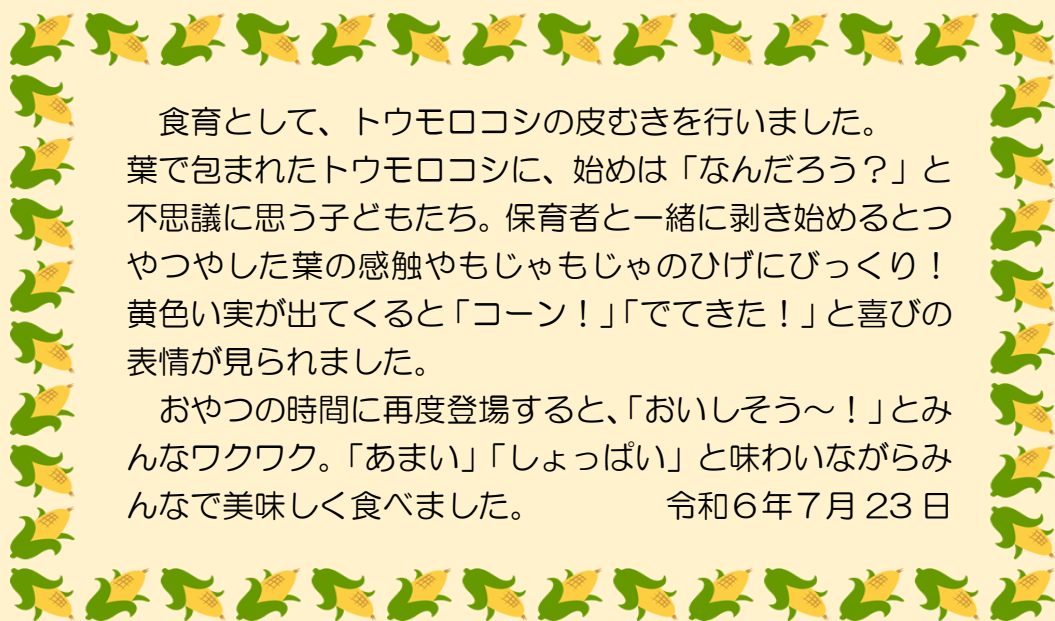 食育として、トウモロコシの皮むきを行いました。
葉で包まれたトウモロコシに、始めは「なんだろう？」と
不思議に思う子どもたち。保育者と一緒に剥き始めるとつ
やつやした葉の感触やもじゃもじゃのひげにびっくり！
黄色い実が出てくると「コーン！」「でてきた！」と喜びの
表情が見られました。
　おやつの時間に再度登場すると、「おいしそう～！」とみ
んなワクワク。「あまい」「しょっぱい」と味わいながらみ
んなで美味しく食べました。　　　　令和６年７月 23 日